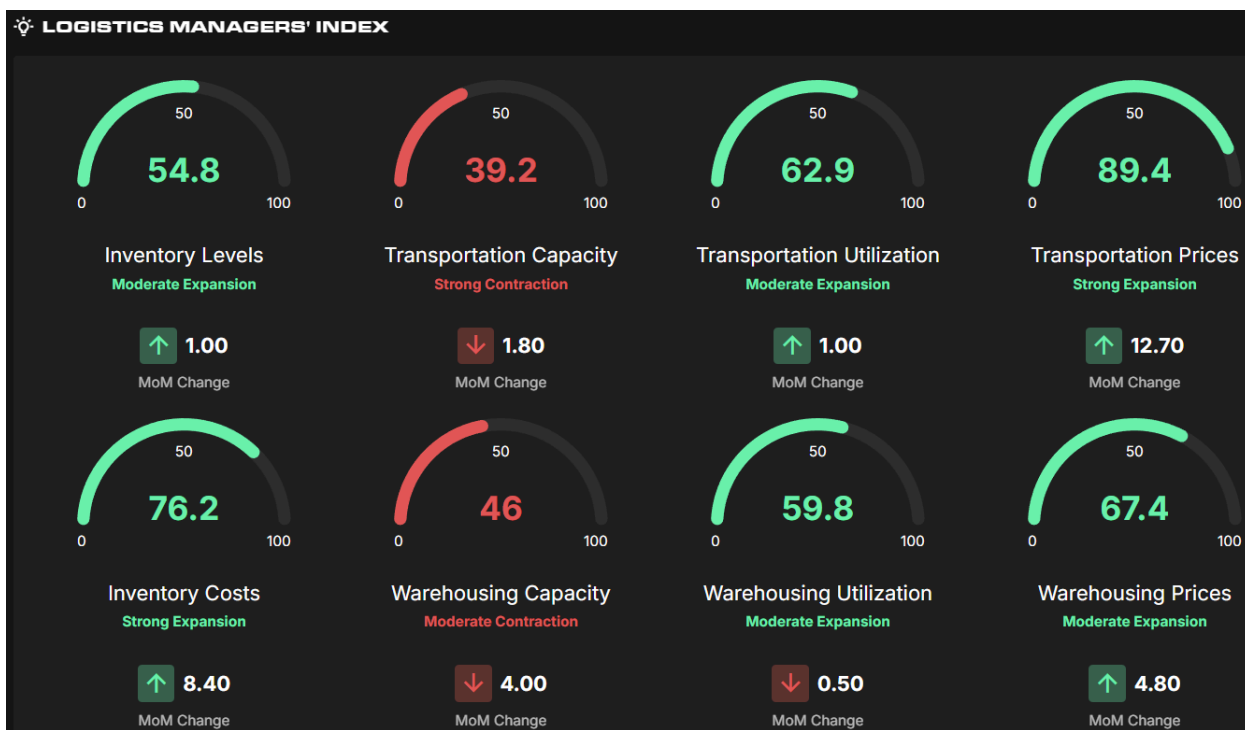 LOGISTICS MANAGERS' INDEX
50 50 50 50
54.8 39.2 62.9 89.4
0 100 0 100 0 100 0 100
Inventory Levels Transportation Capacity Transportation Utilization Transportation Prices
Moderate Expansion Strong Contraction Moderate Expansion Strong Expansion
1.00 1.80 1.00 12.70
MoM Change MoM Change MoM Change MoM Change
50 50 50 50
76.2 46 59.8 67.4
0 100 0 100 0 100 0 100
Inventory Costs Warehousing Capacity Warehousing Utilization Warehousing Prices
Strong Expansion Moderate Contraction Moderate Expansion Moderate Expansion
8.40 4.00 0.50 4.80
MoM Change MoM Change MoM Change MoM Change